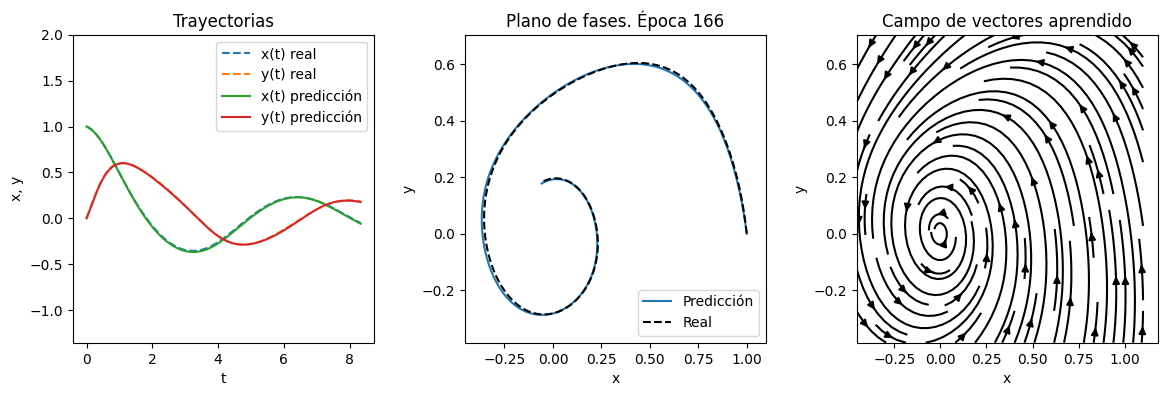 Trayectorias
x(t) real
y(t) real
x(t) predicción
y(t) predicción
2.0
1.5
1.0
0.5
0.0
−0.5
−1.0
x, y
0
2
4
6
8
t
Plano de fases. Época 166
0.6
0.4
0.2
0.0
−0.2
y
Predicción
Real
−0.25
0.00
0.25
0.50
0.75
1.00
x
Campo de vectores aprendido
0.6
0.4
0.2
0.0
−0.2
y
−0.25
0.00
0.25
0.50
0.75
1.00
x